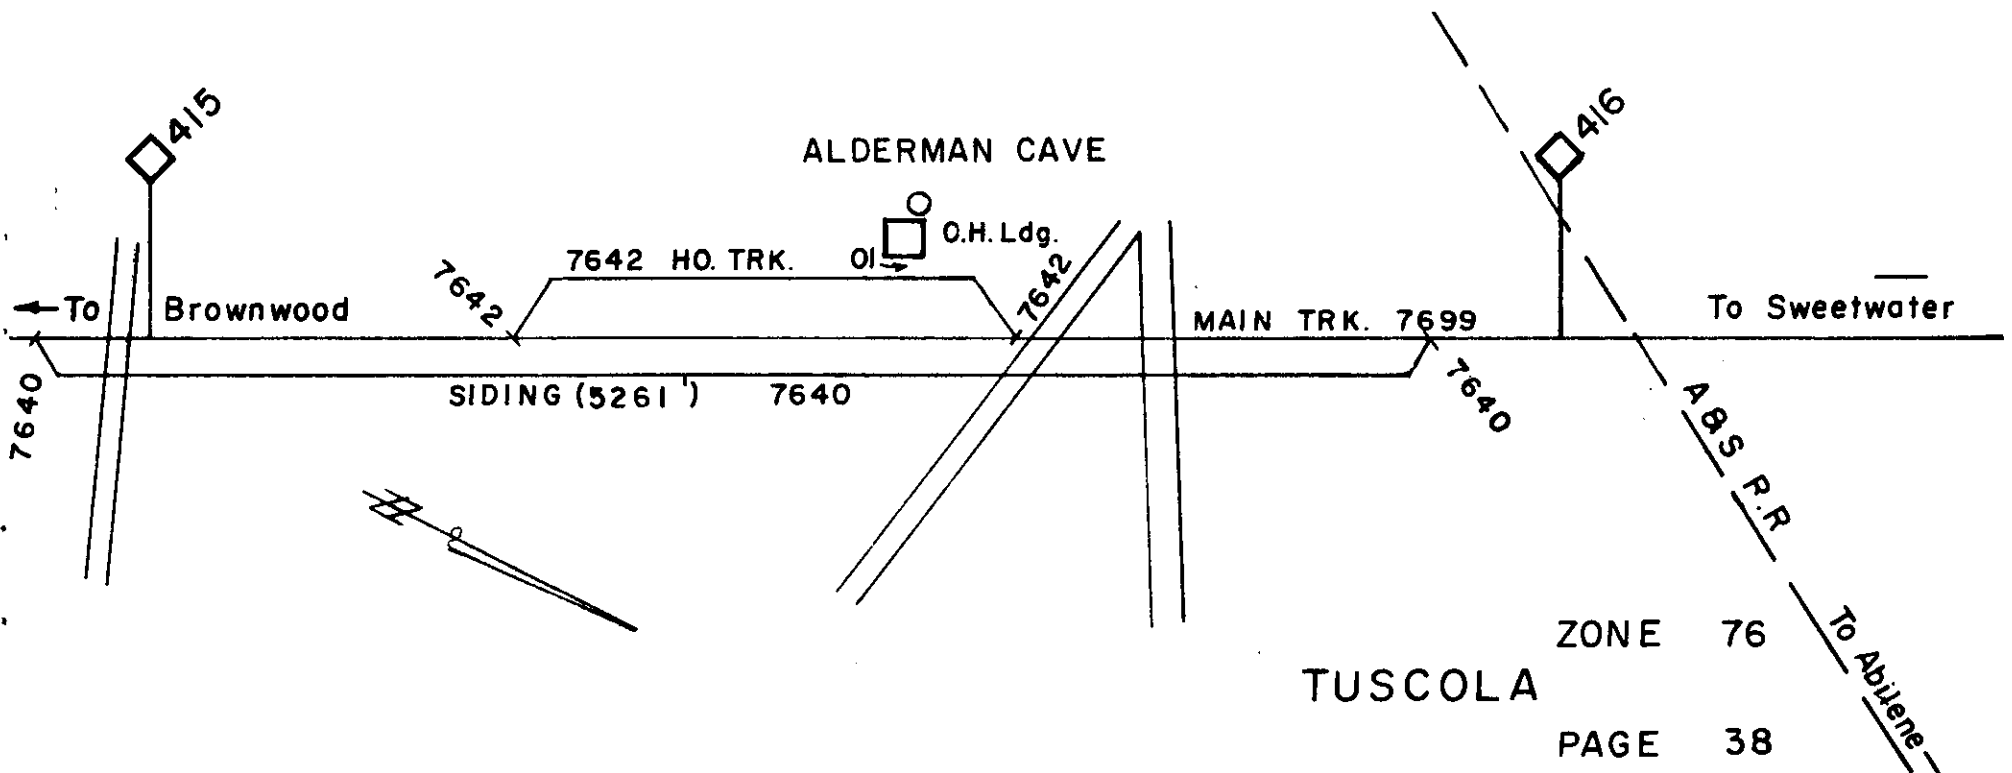 415
416
ALDERMAN CAVE
O.H. Ldg.
01
7642 HO. TRK.
7642
7642
To Brownwood
MAIN TRK. 7699
To Sweetwater
7640
SIDING (5261') 7640
7640
A&S R.R
To Abilene
ZONE 76
TUSCOLA
PAGE 38